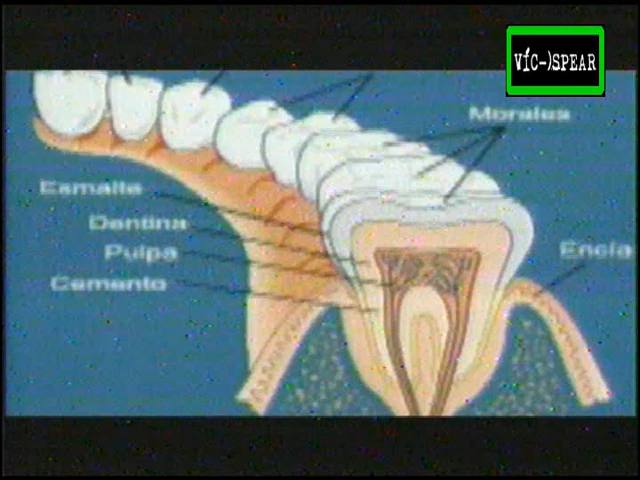 VíC-)SPEAR
Morales
Esmalte
Dentina
Pulpa
Encía
Cemento